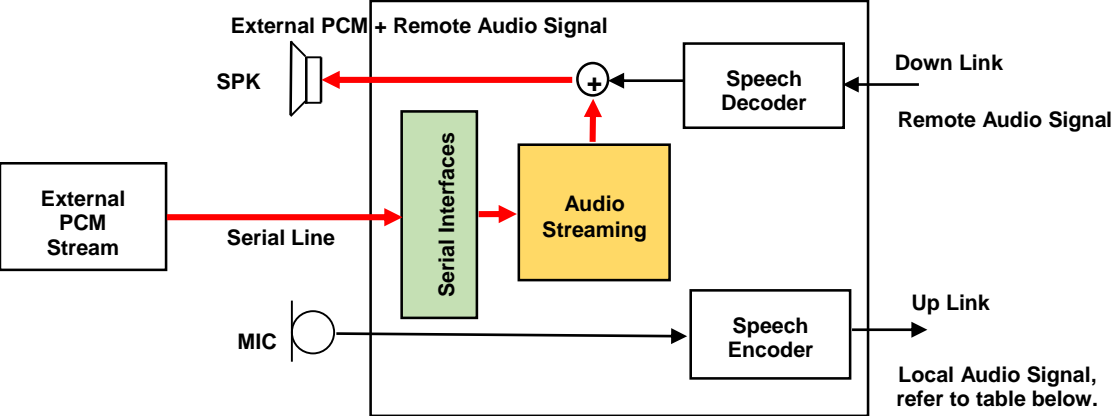 External PCM + Remote Audio Signal
SPK
+
Speech
Decoder
Down Link
Remote Audio Signal
External
PCM
Stream
Serial Line
Serial Interfaces
Audio
Streaming
MIC
Speech
Encoder
Up Link
Local Audio Signal,
refer to table below.